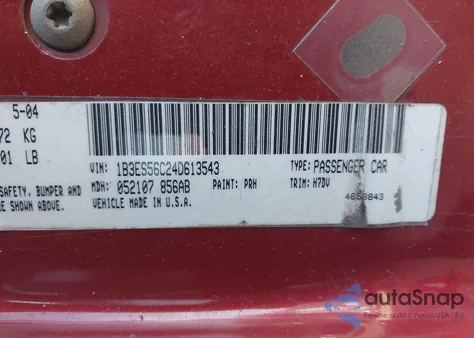 5-04
72 KG
01 LB
VIN: 1B3ES56C24D613543 TYPE: PASSENGER CAR
SAFETY, BUMPER AND MDH: 052107 856AB PAINT: PRH TRIM: H7DV
E SHOWN ABOVE. VEHICLE MADE IN U.S.A. 4658843
autoSnap